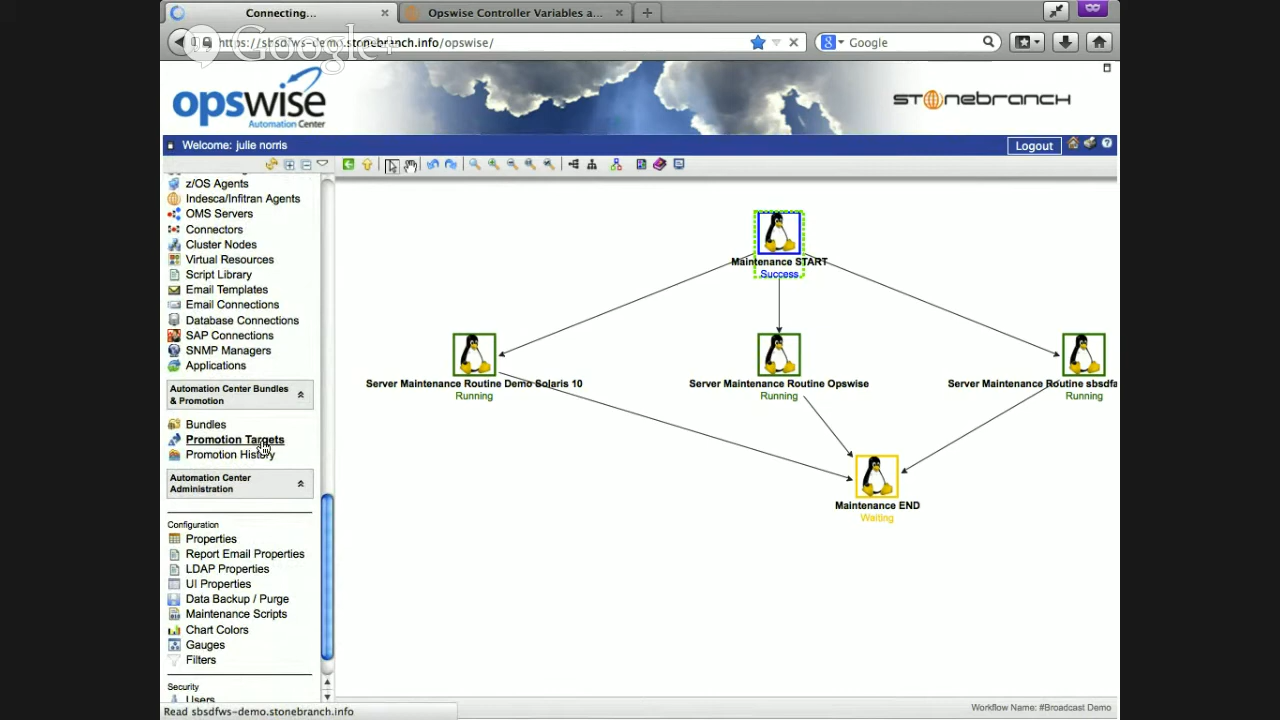 Connecting...
Opswise Controller Variables a...
https://sbsdfws-demo.stonebranch.info/opswise/
Google+
Google
opswise
Automation Center
STONEBRANCH
Welcome: julie norris
Logout
z/OS Agents
Indesca/Infitran Agents
OMS Servers
Connectors
Cluster Nodes
Virtual Resources
Script Library
Email Templates
Email Connections
Database Connections
SAP Connections
SNMP Managers
Applications
Automation Center Bundles
& Promotion
Bundles
Promotion Targets
Promotion History
Automation Center
Administration
Configuration
Properties
Report Email Properties
LDAP Properties
UI Properties
Data Backup / Purge
Maintenance Scripts
Chart Colors
Gauges
Filters
Security
Users
Maintenance START
Success
Server Maintenance Routine Demo Solaris 10
Running
Server Maintenance Routine Opswise
Running
Server Maintenance Routine sbsdfa
Running
Maintenance END
Waiting
Read sbsdfws-demo.stonebranch.info
Workflow Name: #Broadcast Demo